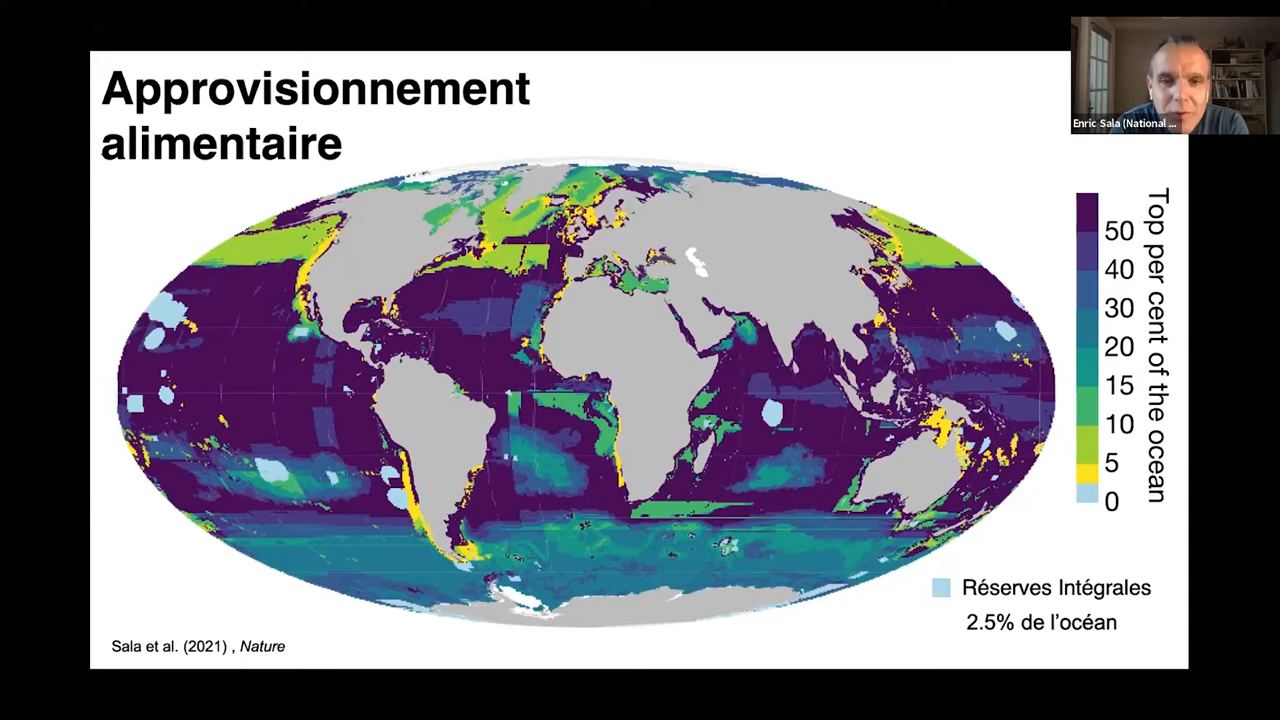 Approvisionnement
alimentaire
Enric Sala (National ...
Top per cent of the ocean
50
40
30
20
15
10
5
0
Réserves Intégrales
2.5% de l'océan
Sala et al. (2021) , Nature